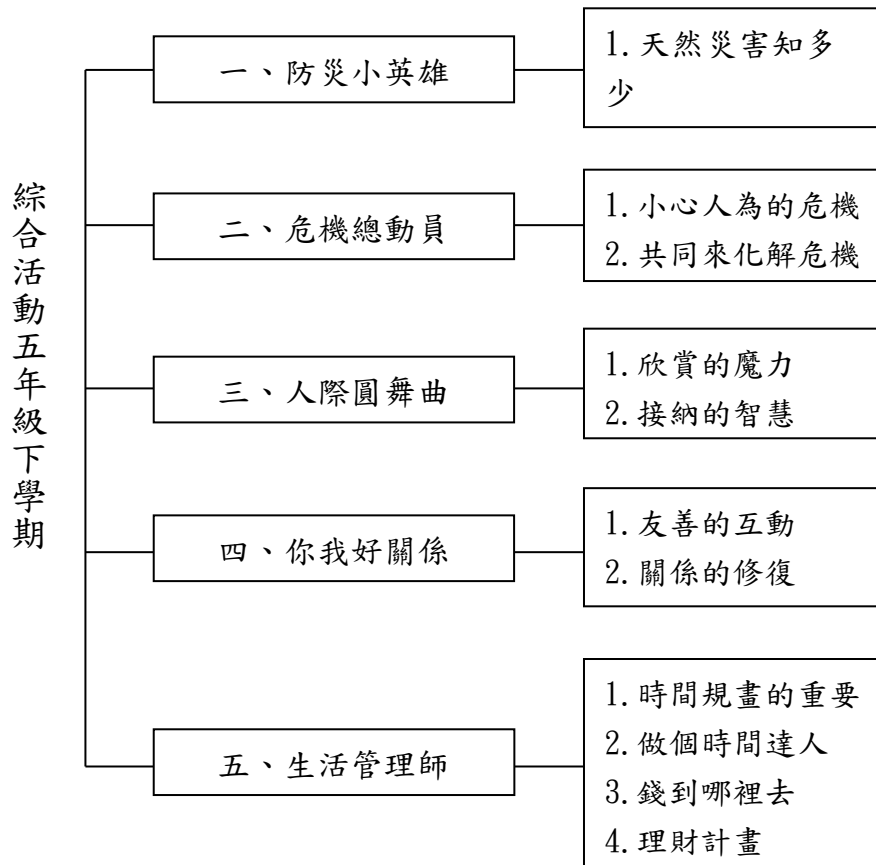 綜合活動五年級下學期
一、防災小英雄
1.天然災害知多
少
二、危機總動員
1.小心人為的危機
2.共同來化解危機
三、人際圓舞曲
1.欣賞的魔力
2.接納的智慧
四、你我好關係
1.友善的互動
2.關係的修復
五、生活管理師
1.時間規畫的重要
2.做個時間達人
3.錢到哪裡去
4.理財計畫